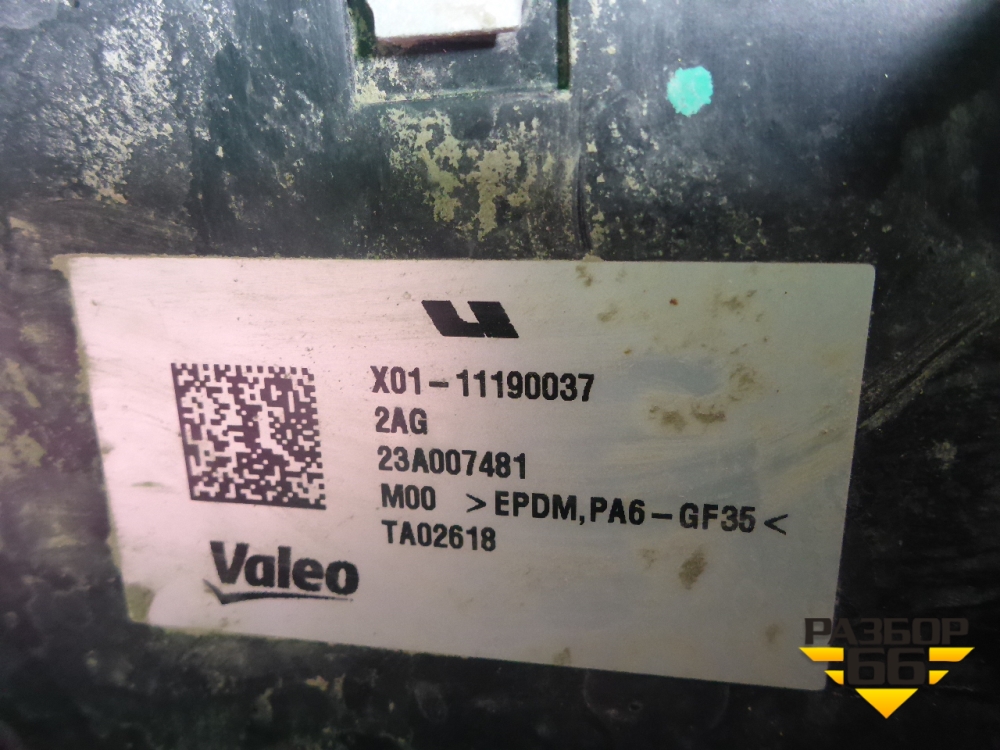 X01-11190037
2AG
23A007481
M00 >EPDM,PA6-GF35<
TA02618
Valeo
РАЗБОР
66